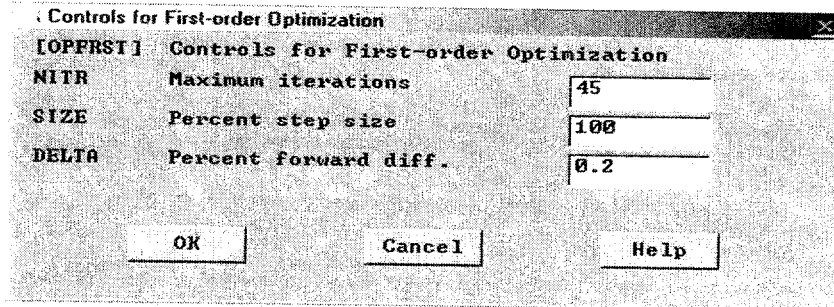 Controls for First-order Optimization
[OPFRST] Controls for First-order Optimization
NITR Maximum iterations 45
SIZE Percent step size 100
DELTA Percent forward diff. 0.2
OK Cancel Help